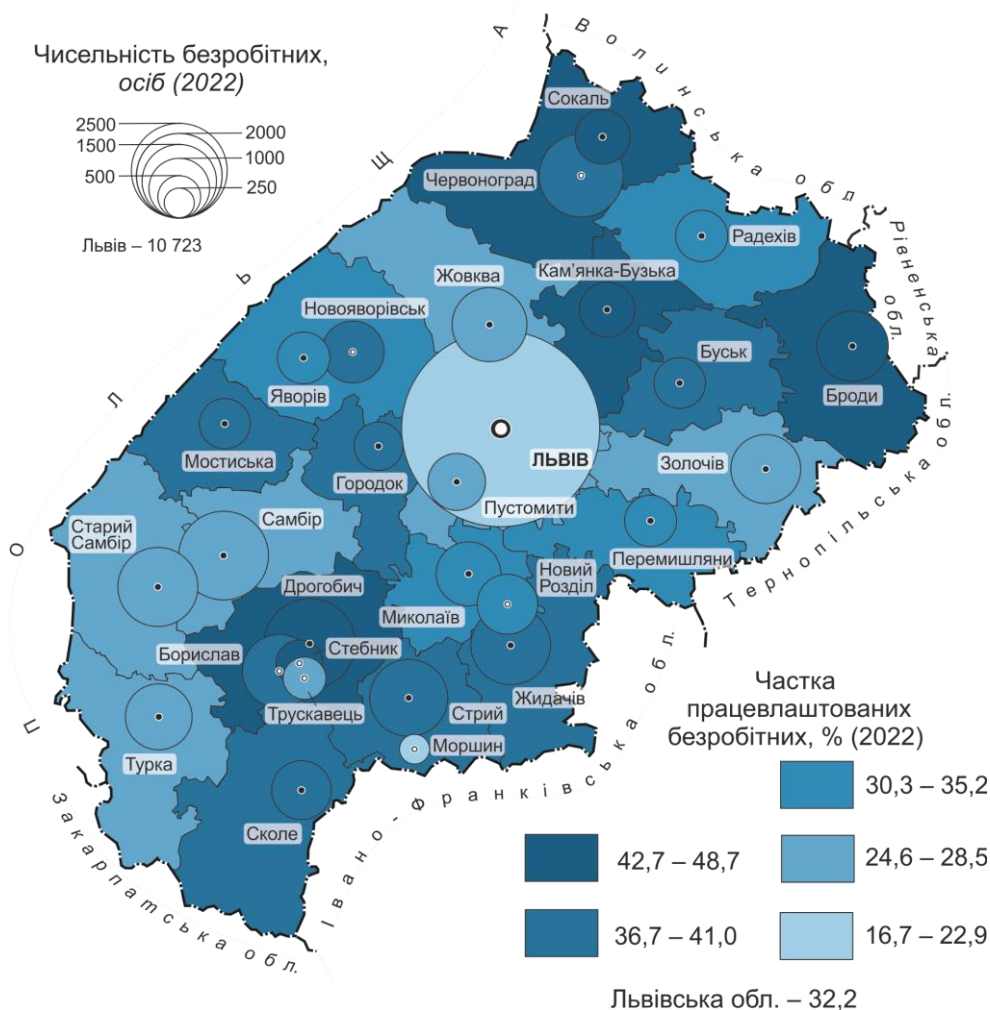 Чисельність безробітних,
осіб (2022)
2500
2000
1500
1000
500
250
Львів – 10 723
ПОЛЬЩА
Волинська обл.
Рівненська
обл.
Тернопільська обл.
Івано-Франківська обл.
Закарпатська обл.
Сокаль
Червоноград
Радехів
Жовква
Кам'янка-Бузька
Новояворівськ
Буськ
Броди
Яворів
Мостиська
Городок
ЛЬВІВ
Золочів
Пустомити
Старий
Самбір
Самбір
Перемишляни
Дрогобич
Новий
Розділ
Миколаїв
Борислав
Стебник
Жидачів
Трускавець
Стрий
Моршин
Турка
Сколе
Частка
працевлаштованих
безробітних, % (2022)
30,3 – 35,2
42,7 – 48,7
24,6 – 28,5
36,7 – 41,0
16,7 – 22,9
Львівська обл. – 32,2